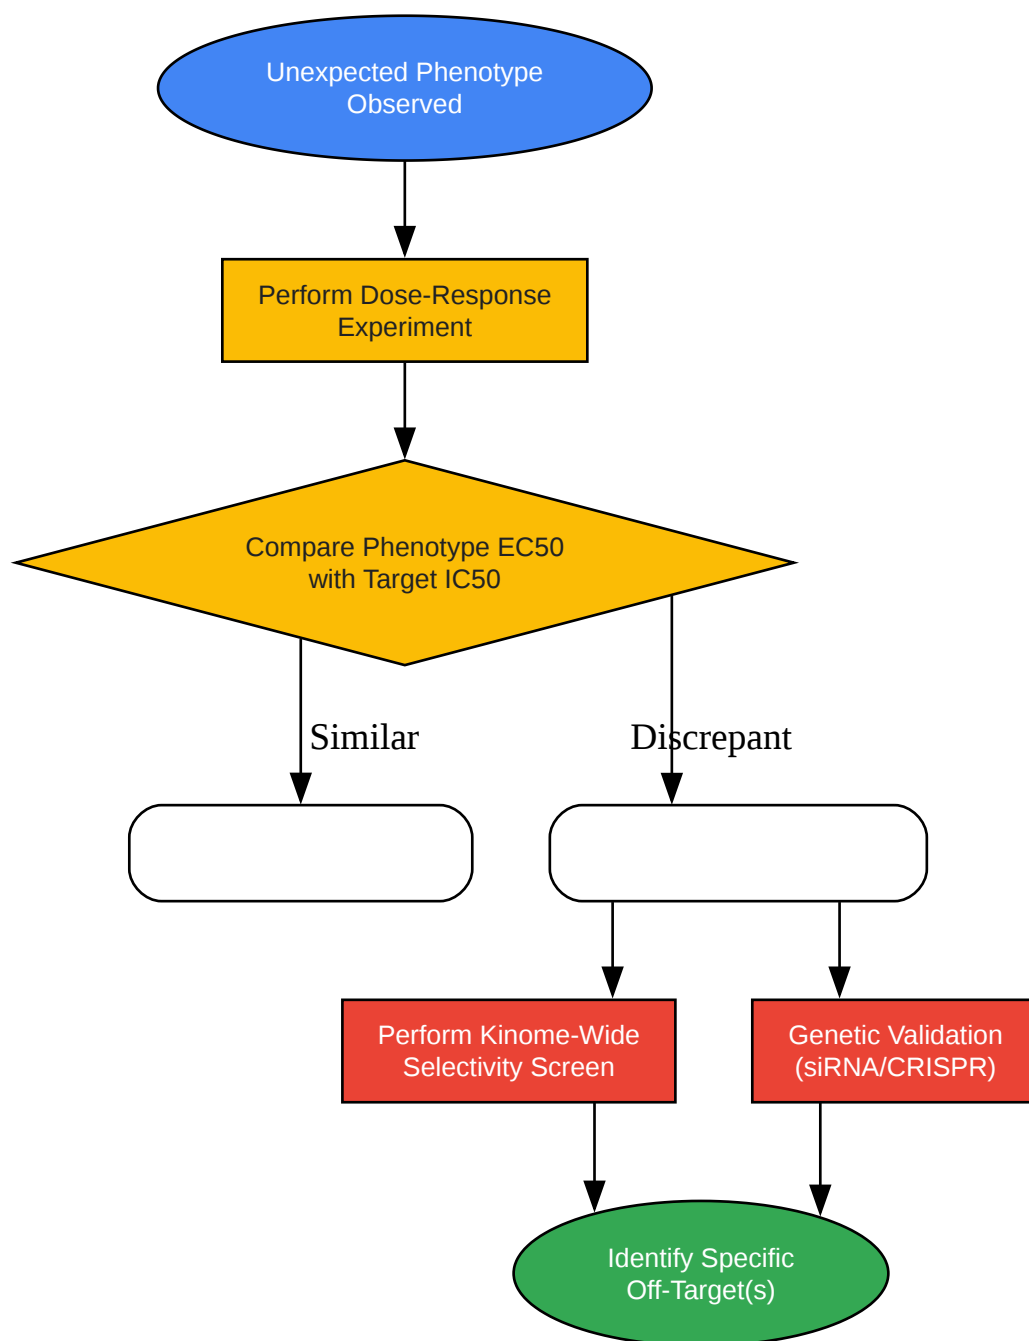 Unexpected Phenotype
Observed
Perform Dose-Response
Experiment
Compare Phenotype EC50
with Target IC50
Similar
Discrepant
Perform Kinome-Wide
Selectivity Screen
Genetic Validation
(siRNA/CRISPR)
Identify Specific
Off-Target(s)